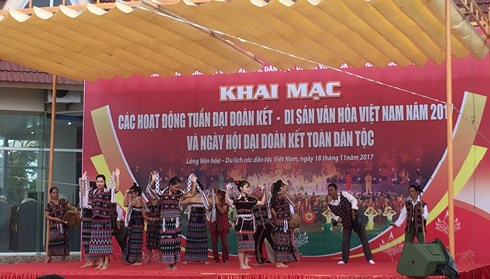 KHAI MẠC
CÁC HOẠT ĐỘNG TUẦN ĐẠI ĐOÀN KẾT - DI SẢN VĂN HÓA VIỆT NAM NĂM 201
VÀ NGÀY HỘI ĐẠI ĐOÀN KẾT TOÀN DÂN TỘC
Làng Văn hóa - Du lịch các dân tộc Việt Nam, ngày 18 tháng 11 năm 2017